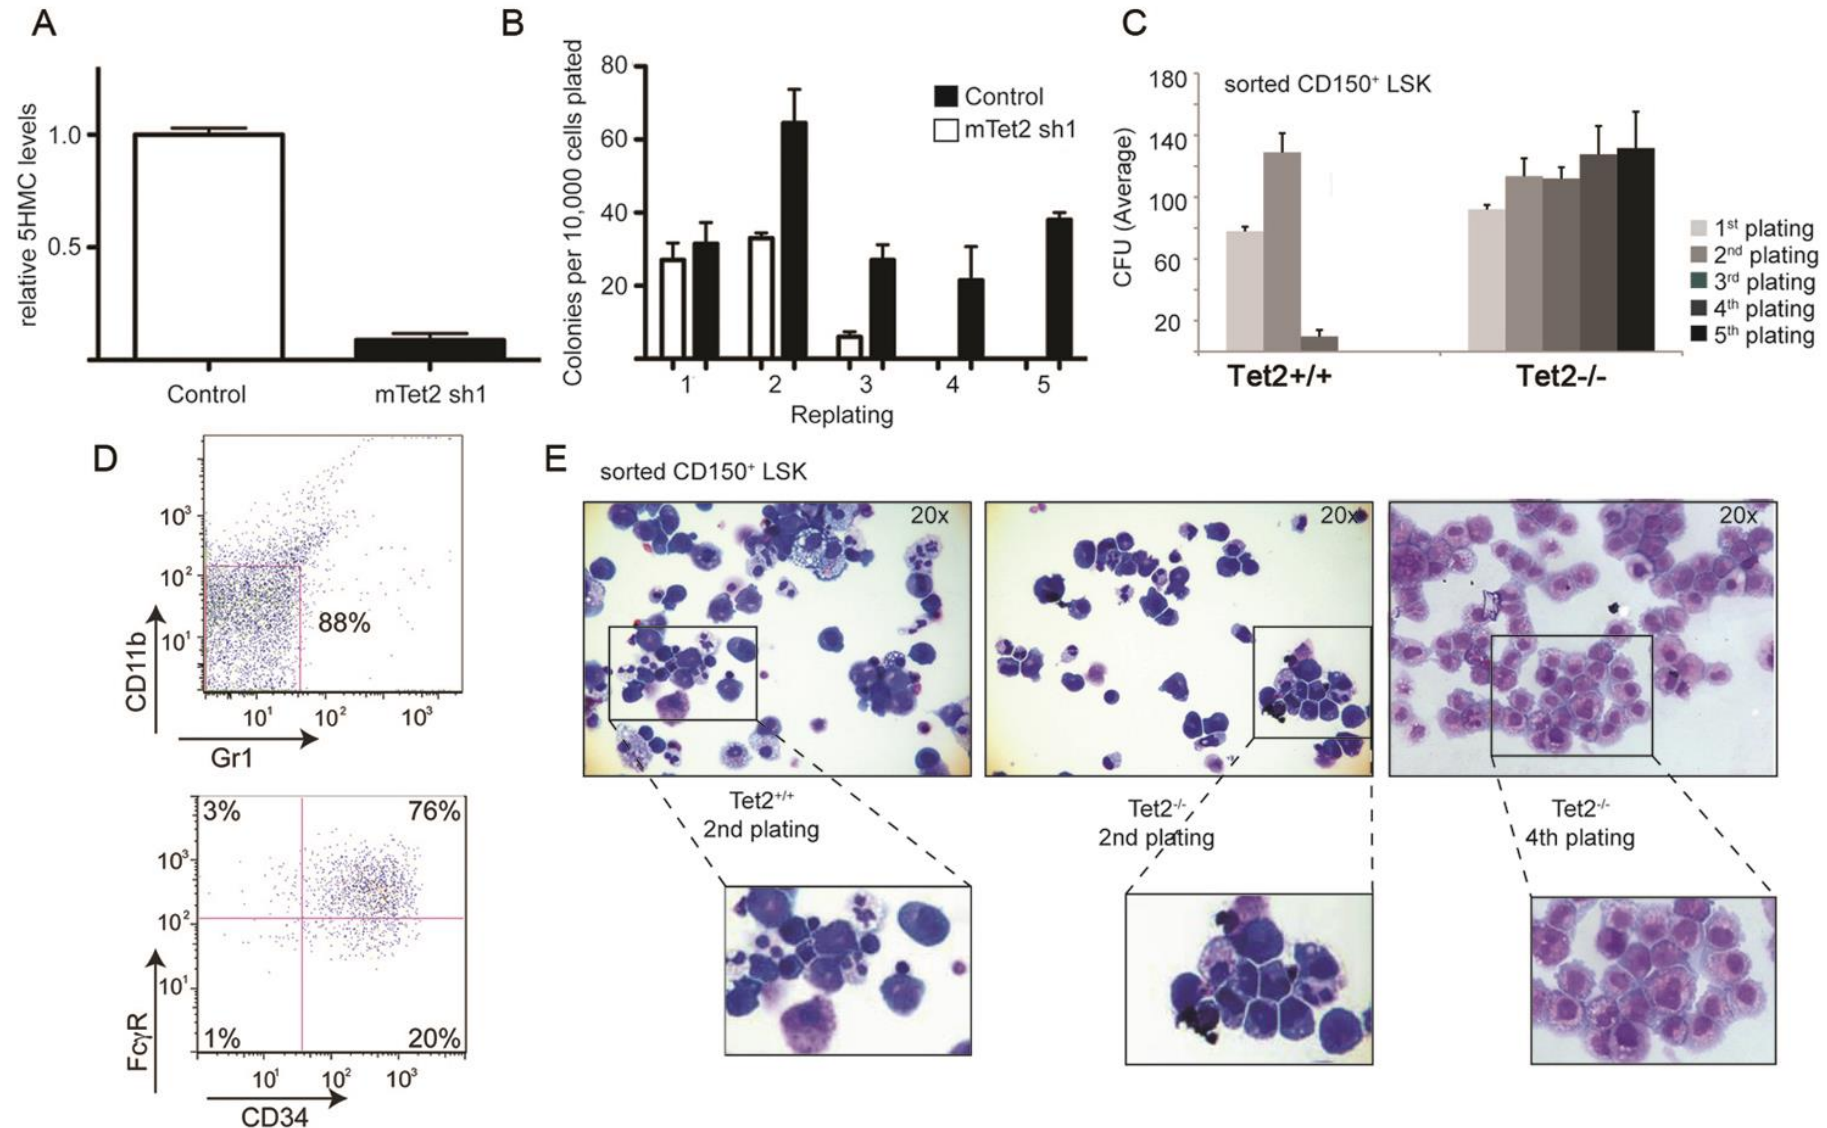 A
relative 5HMC levels
1.0
0.5
Control
mTet2 sh1
B
Colonies per 10,000 cells plated
80
60
40
20
Control
mTet2 sh1
1
2
3
4
5
Replating
C
CFU (Average)
180
140
100
60
20
sorted CD150+ LSK
Tet2+/+
Tet2-/-
1st plating
2nd plating
3rd plating
4th plating
5th plating
D
CD11b
10³
10²
10¹
88%
10¹
10²
10³
Gr1
FcγR
3%
76%
10³
10²
10¹
1%
20%
10¹
10²
10³
CD34
E
sorted CD150+ LSK
20x
20x
20x
Tet2+/+
2nd plating
Tet2-/-
2nd plating
Tet2-/-
4th plating